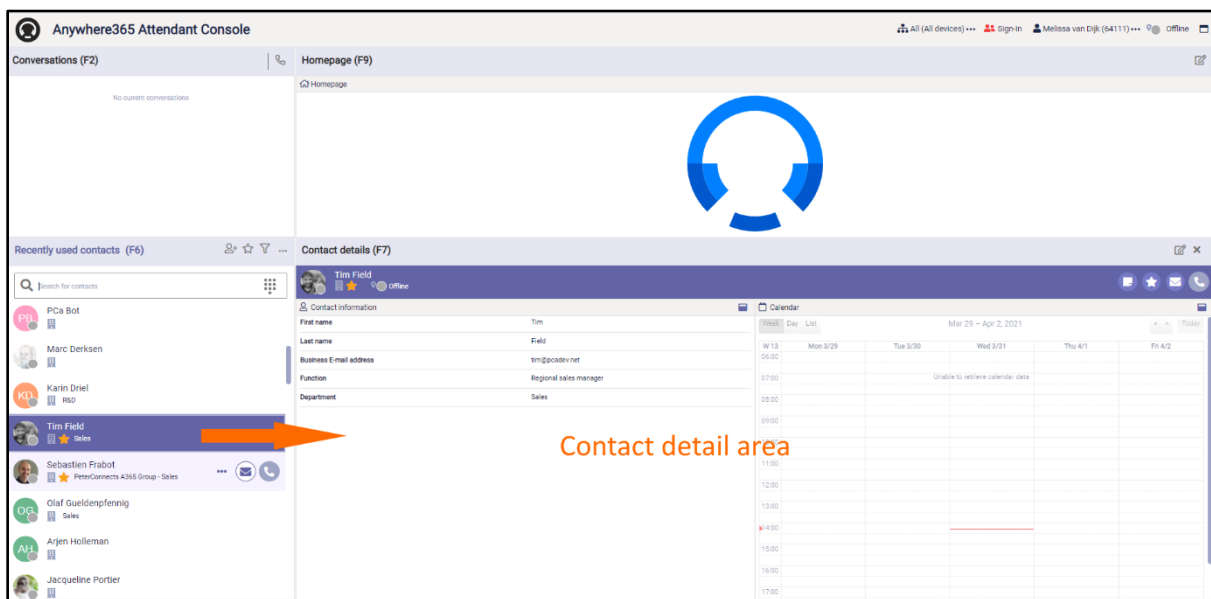 Anywhere365 Attendant Console
All (All devices) ••• Sign-In Melissa van Dijk (64111) ••• Offline
Conversations (F2)
No current conversations
Homepage (F9)
Homepage
Recently used contacts (F6)
Search for contacts
PCa Bot
PB
Marc Derksen
Karin Driel
KD
R&D
Tim Field
Sales
Sebastien Frabot
PeterConnects A365 Group - Sales
Olaf Gueldenpfennig
OG
Sales
Arjen Holleman
AH
Jacqueline Portier
Contact details (F7)
Tim Field
Offline
Contact information
First name Tim
Last name Field
Business E-mail address tim@pcadev.net
Function Regional sales manager
Department Sales
Contact detail area
Calendar
Week Day List Mar 29 – Apr 2, 2021 Today
W 13 Mon 3/29 Tue 3/30 Wed 3/31 Thu 4/1 Fri 4/2
06:00
07:00
Unable to retrieve calendar data
08:00
09:00
11:00
12:00
13:00
14:00
15:00
16:00
17:00